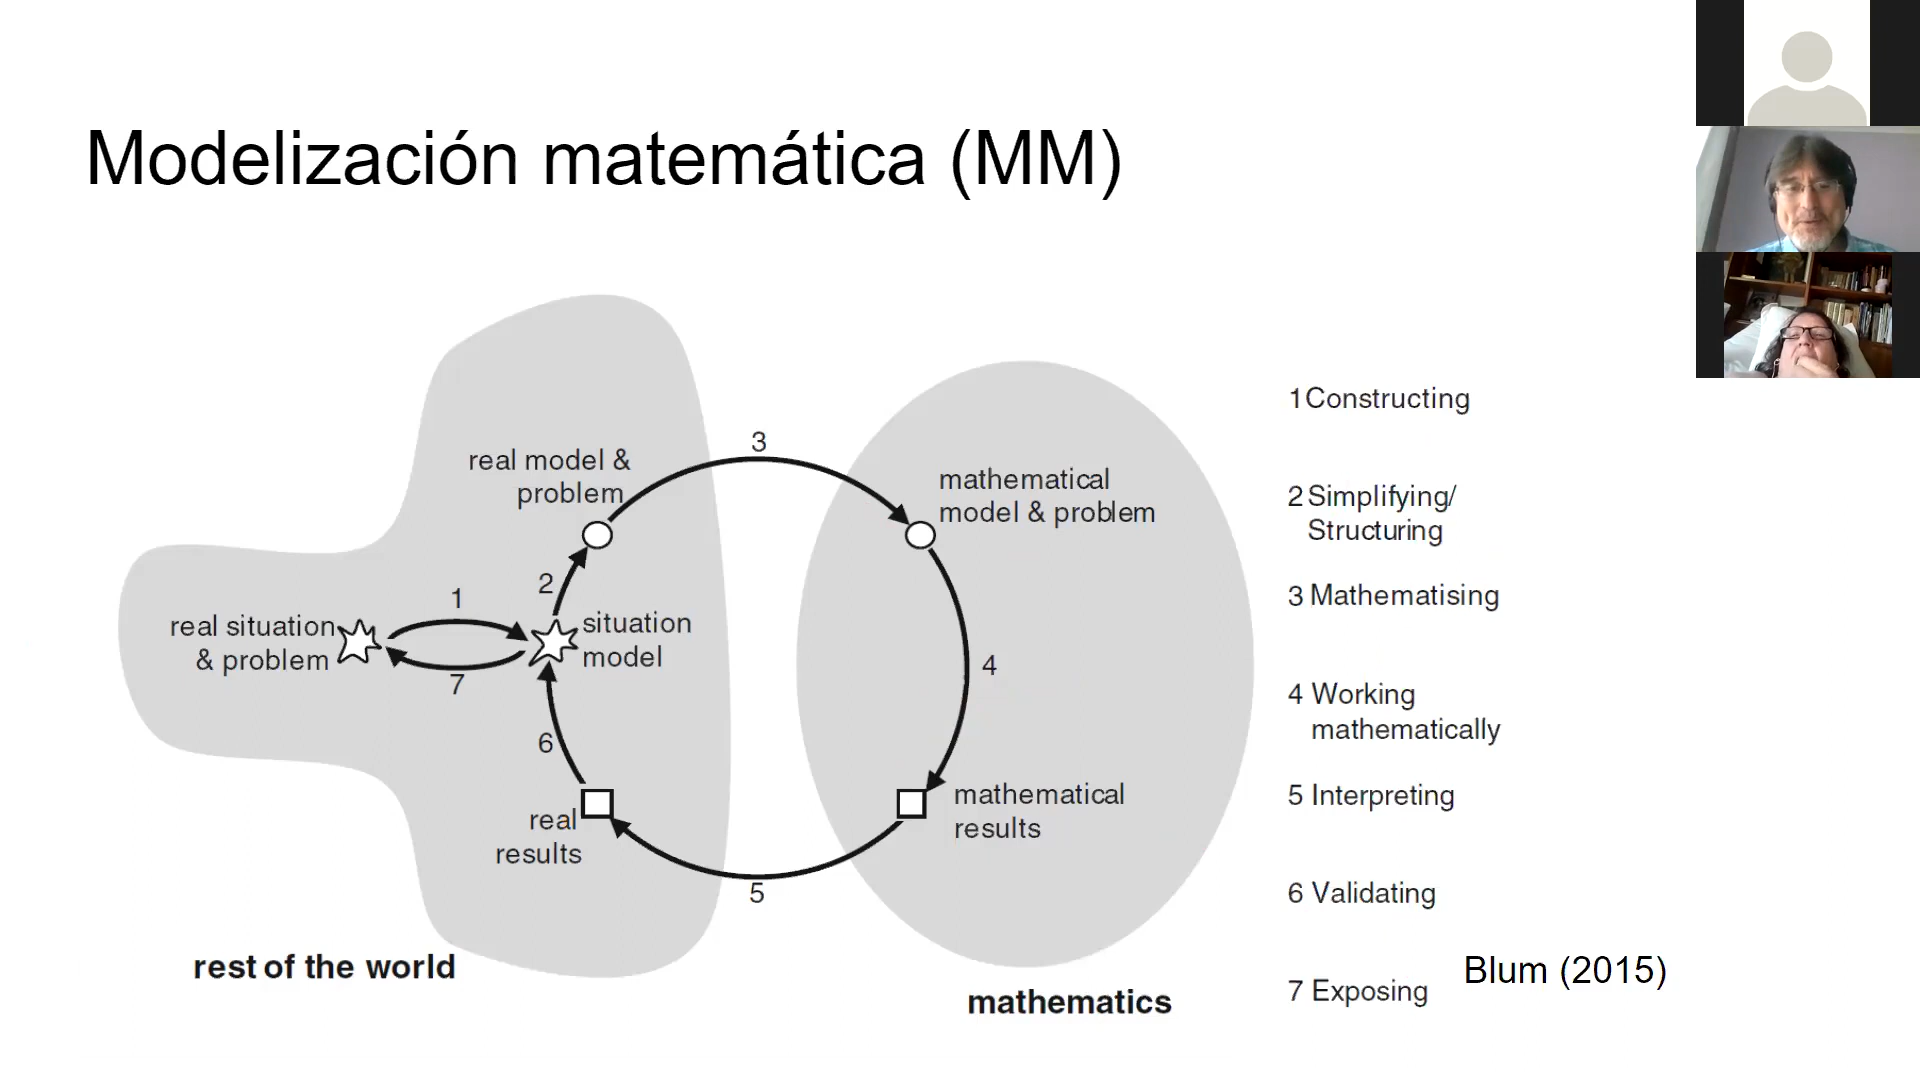 Modelización matemática (MM)
real model &
problem
3
mathematical
model & problem
1
2
real situation
& problem
situation
model
7
4
6
real
results
mathematical
results
5
rest of the world
mathematics
1 Constructing
2 Simplifying/
Structuring
3 Mathematising
4 Working
mathematically
5 Interpreting
6 Validating
7 Exposing
Blum (2015)